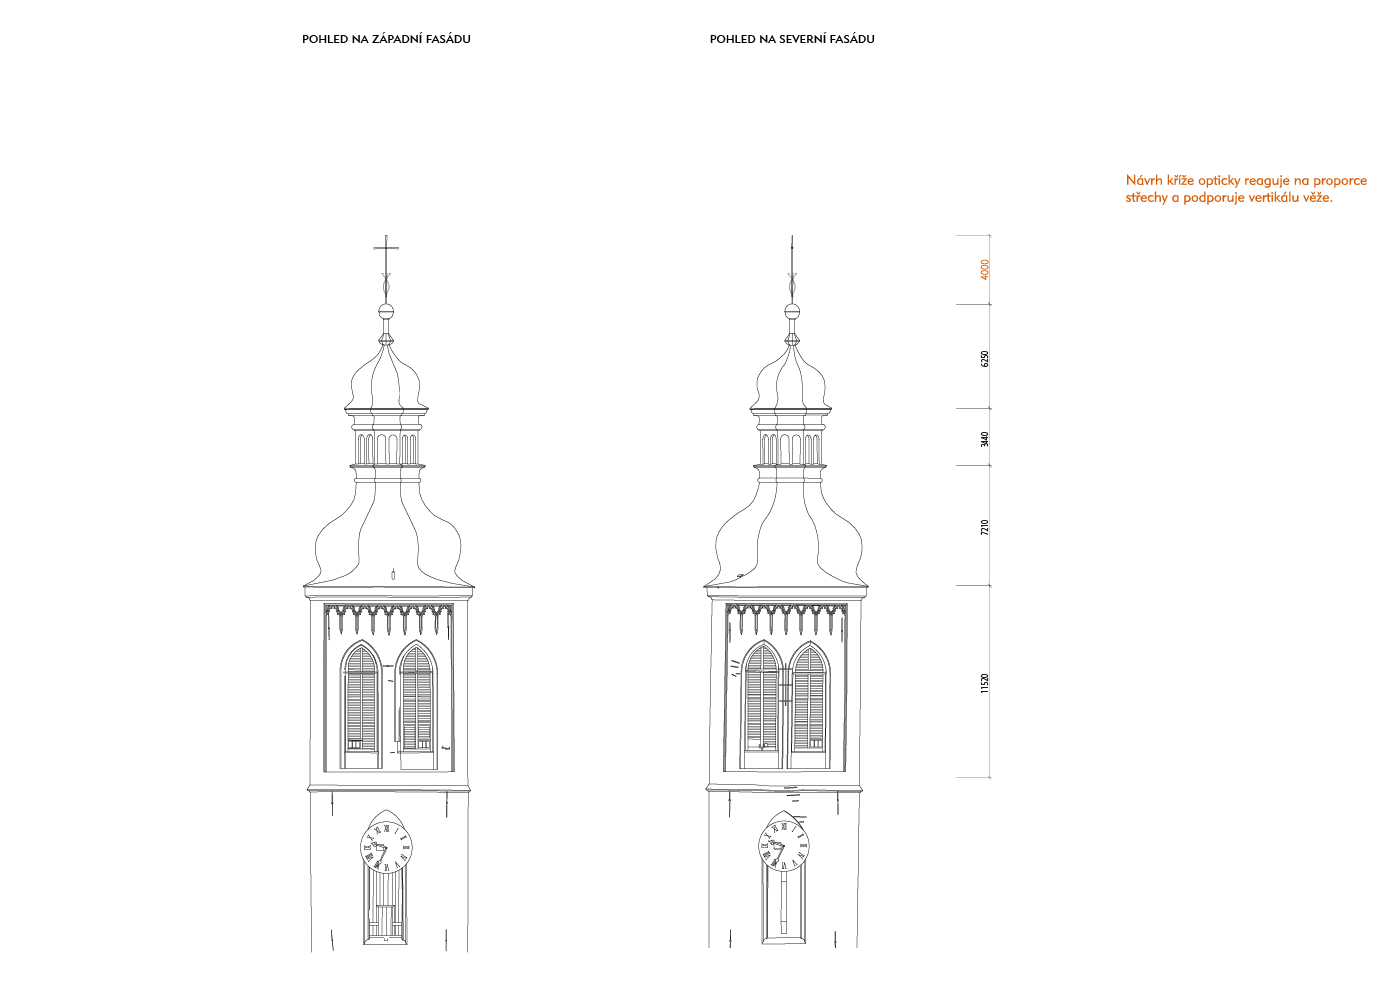 POHLED NA ZÁPADNÍ FASÁDU
POHLED NA SEVERNÍ FASÁDU
Návrh kříže opticky reaguje na proporce
střechy a podporuje vertikálu věže.
4000
6250
3440
7210
11520